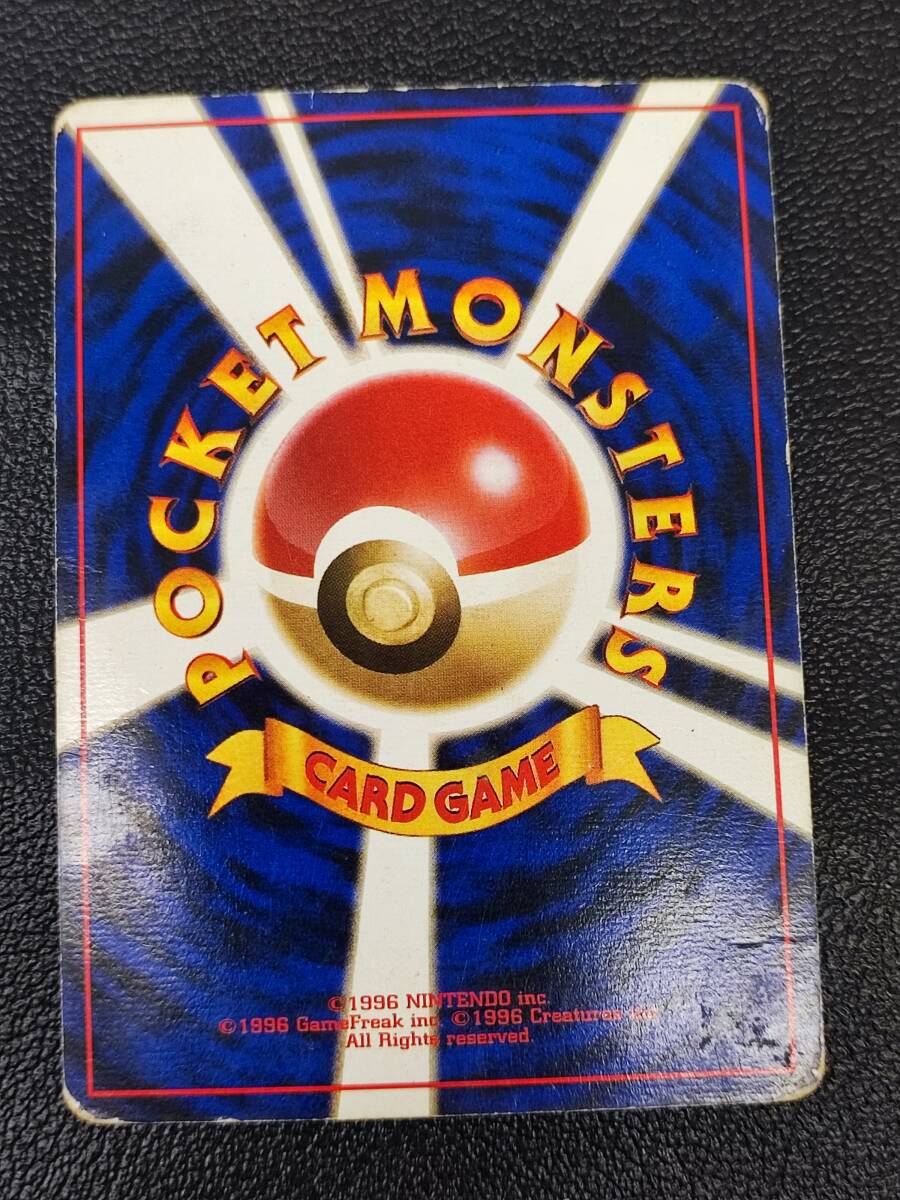 POCKET MONSTERS
CARD GAME
©1996 NINTENDO inc.
©1996 GameFreak inc. ©1996 Creatures inc.
All Rights reserved.